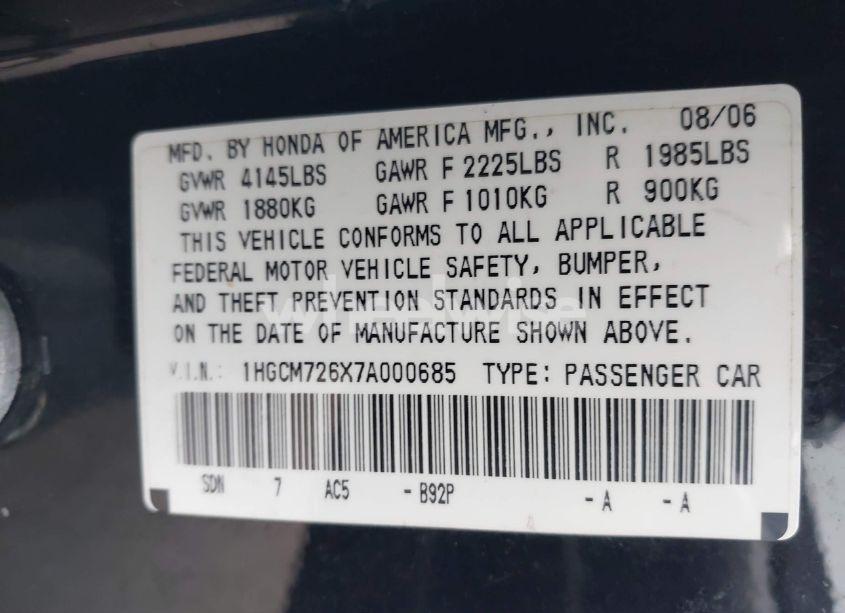 MFD. BY HONDA OF AMERICA MFG., INC. 08/06
GVWR 4145LBS GAWR F 2225LBS R 1985LBS
GVWR 1880KG GAWR F 1010KG R 900KG
THIS VEHICLE CONFORMS TO ALL APPLICABLE
FEDERAL MOTOR VEHICLE SAFETY, BUMPER,
AND THEFT PREVENTION STANDARDS IN EFFECT
ON THE DATE OF MANUFACTURE SHOWN ABOVE.
V.I.N.: 1HGCM726X7A000685 TYPE: PASSENGER CAR
SDN 7 AC5 - B92P - A - A